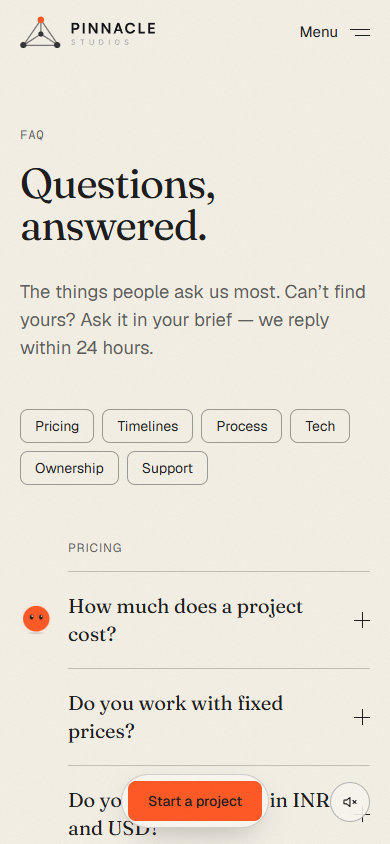 PINNACLE
STUDIOS
Menu
FAQ
Questions,
answered.
The things people ask us most. Can’t find
yours? Ask it in your brief — we reply
within 24 hours.
Pricing Timelines Process Tech
Ownership Support
PRICING
How much does a project
cost?
Do you work with fixed
prices?
Do in INR
and USD?
Start a project